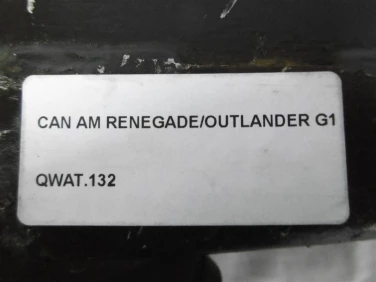 CAN AM RENEGADE/OUTLANDER G1
QWAT.132